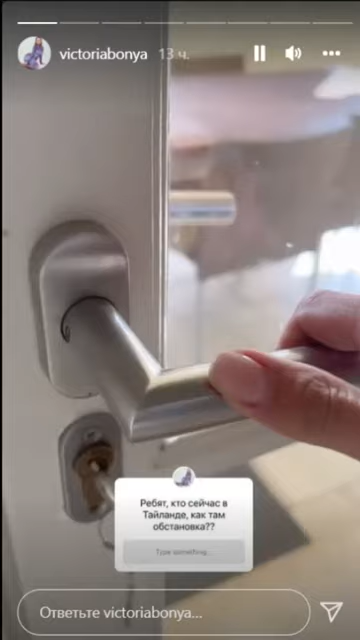 victoriabonya 13 ч.
Ребят, кто сейчас в
Тайланде, как там
обстановка??
Type something...
Ответьте victoriabonya...